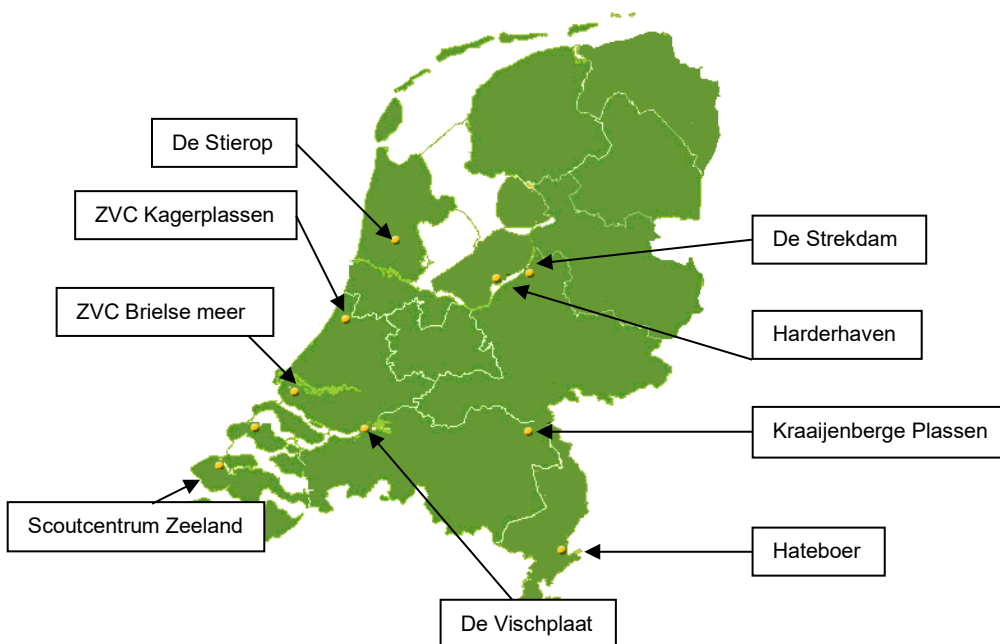 De Stierop
ZVC Kagerplassen
De Strekdam
ZVC Brielse meer
Harderhaven
Kraaijenberge Plassen
Scoutcentrum Zeeland
Hateboer
De Vischplaat